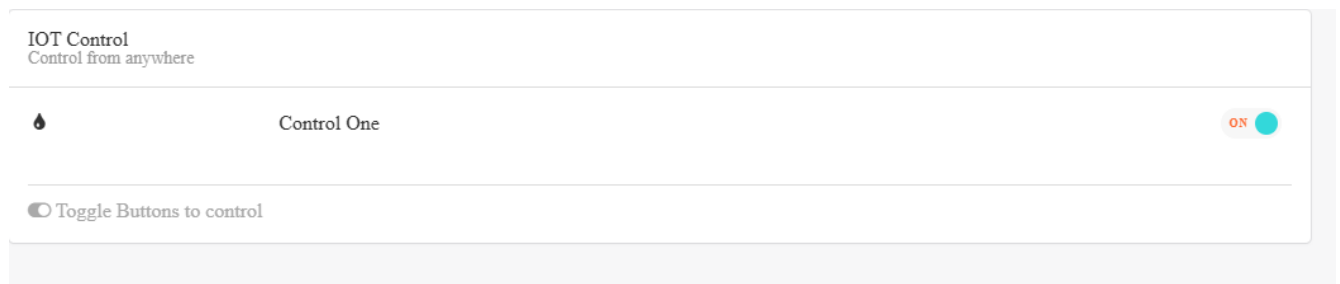 IOT Control
Control from anywhere
Control One
ON
Toggle Buttons to control